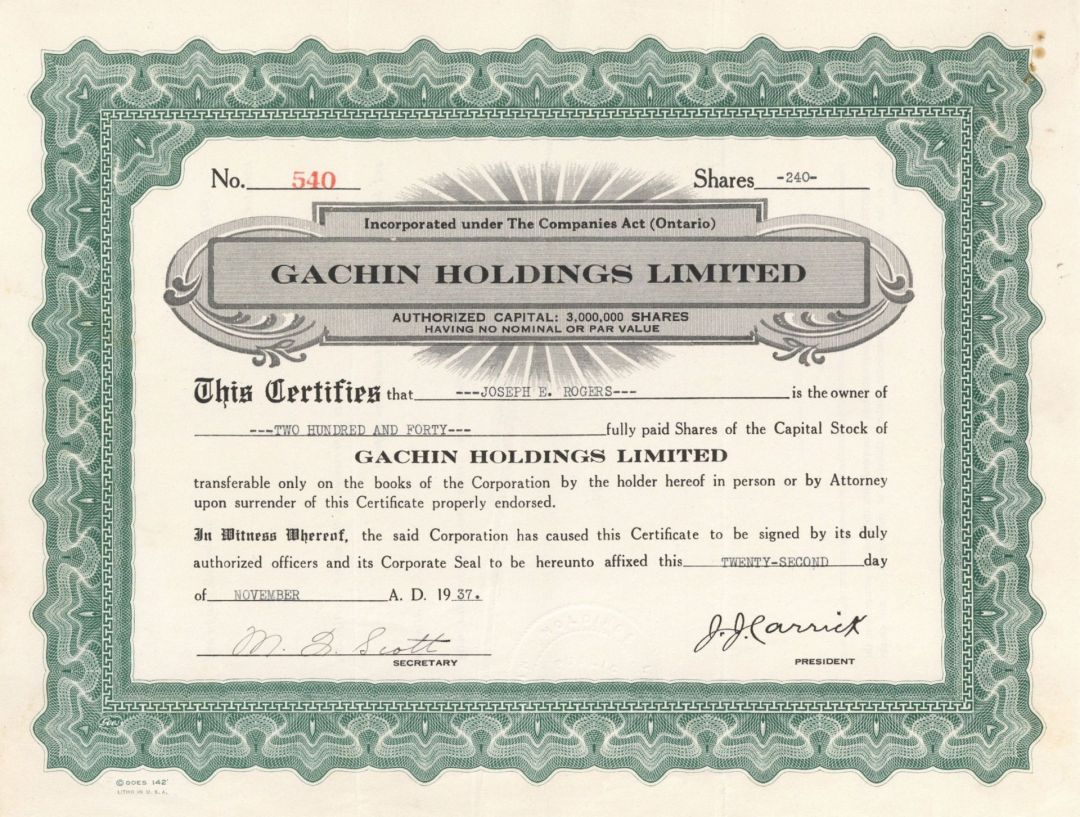 No. 540 Shares -240-
Incorporated under The Companies Act (Ontario)
GACHIN HOLDINGS LIMITED
AUTHORIZED CAPITAL: 3,000,000 SHARES
HAVING NO NOMINAL OR PAR VALUE
This Certifies that ---JOSEPH E. ROGERS--- is the owner of
---TWO HUNDRED AND FORTY--- fully paid Shares of the Capital Stock of
GACHIN HOLDINGS LIMITED
transferable only on the books of the Corporation by the holder hereof in person or by Attorney
upon surrender of this Certificate properly endorsed.
In Witness Whereof, the said Corporation has caused this Certificate to be signed by its duly
authorized officers and its Corporate Seal to be hereunto affixed this TWENTY-SECOND day
of NOVEMBER A. D. 19 37.
HOLDINGS
M. D. Scott J. J. Carrick
SECRETARY PRESIDENT
Goes
© GOES 142
LITHO IN U. S. A.